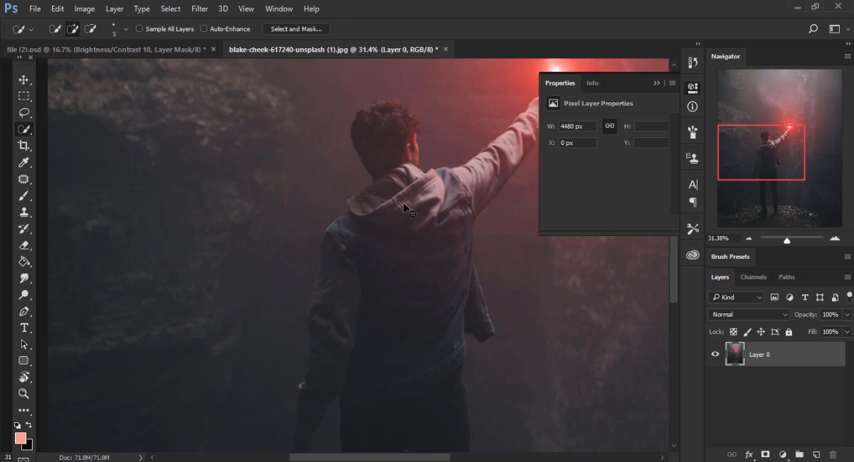 Ps File Edit Image Layer Type Select Filter 3D View Window Help
5 Sample All Layers Auto-Enhance Select and Mask...
file (2).psd @ 16.7% (Brightness/Contrast 10, Layer Mask/8) * × blake-cheek-617240-unsplash (1).jpg @ 31.4% (Layer 0, RGB/8) * ×
Properties Info
Pixel Layer Properties
W: 4480 px H:
X: 0 px Y:
Navigator
31.38%
Brush Presets
Layers Channels Paths
Kind
Normal Opacity: 100%
Lock: Fill: 100%
Layer 0
31 Doc: 71.8M/71.8M